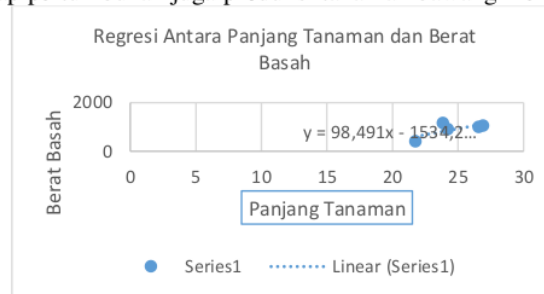 Regresi Antara Panjang Tanaman dan Berat
Basah
Berat Basah
2000
0
y = 98,491x - 1534,2...
0 5 10 15 20 25 30
Panjang Tanaman
Series1 Linear (Series1)